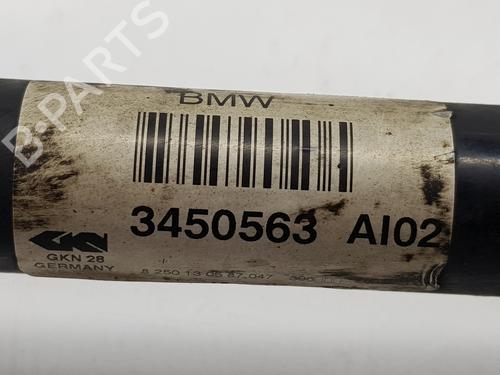 B-PARTS
BMW
3450563 AI02
GKN 28
GERMANY